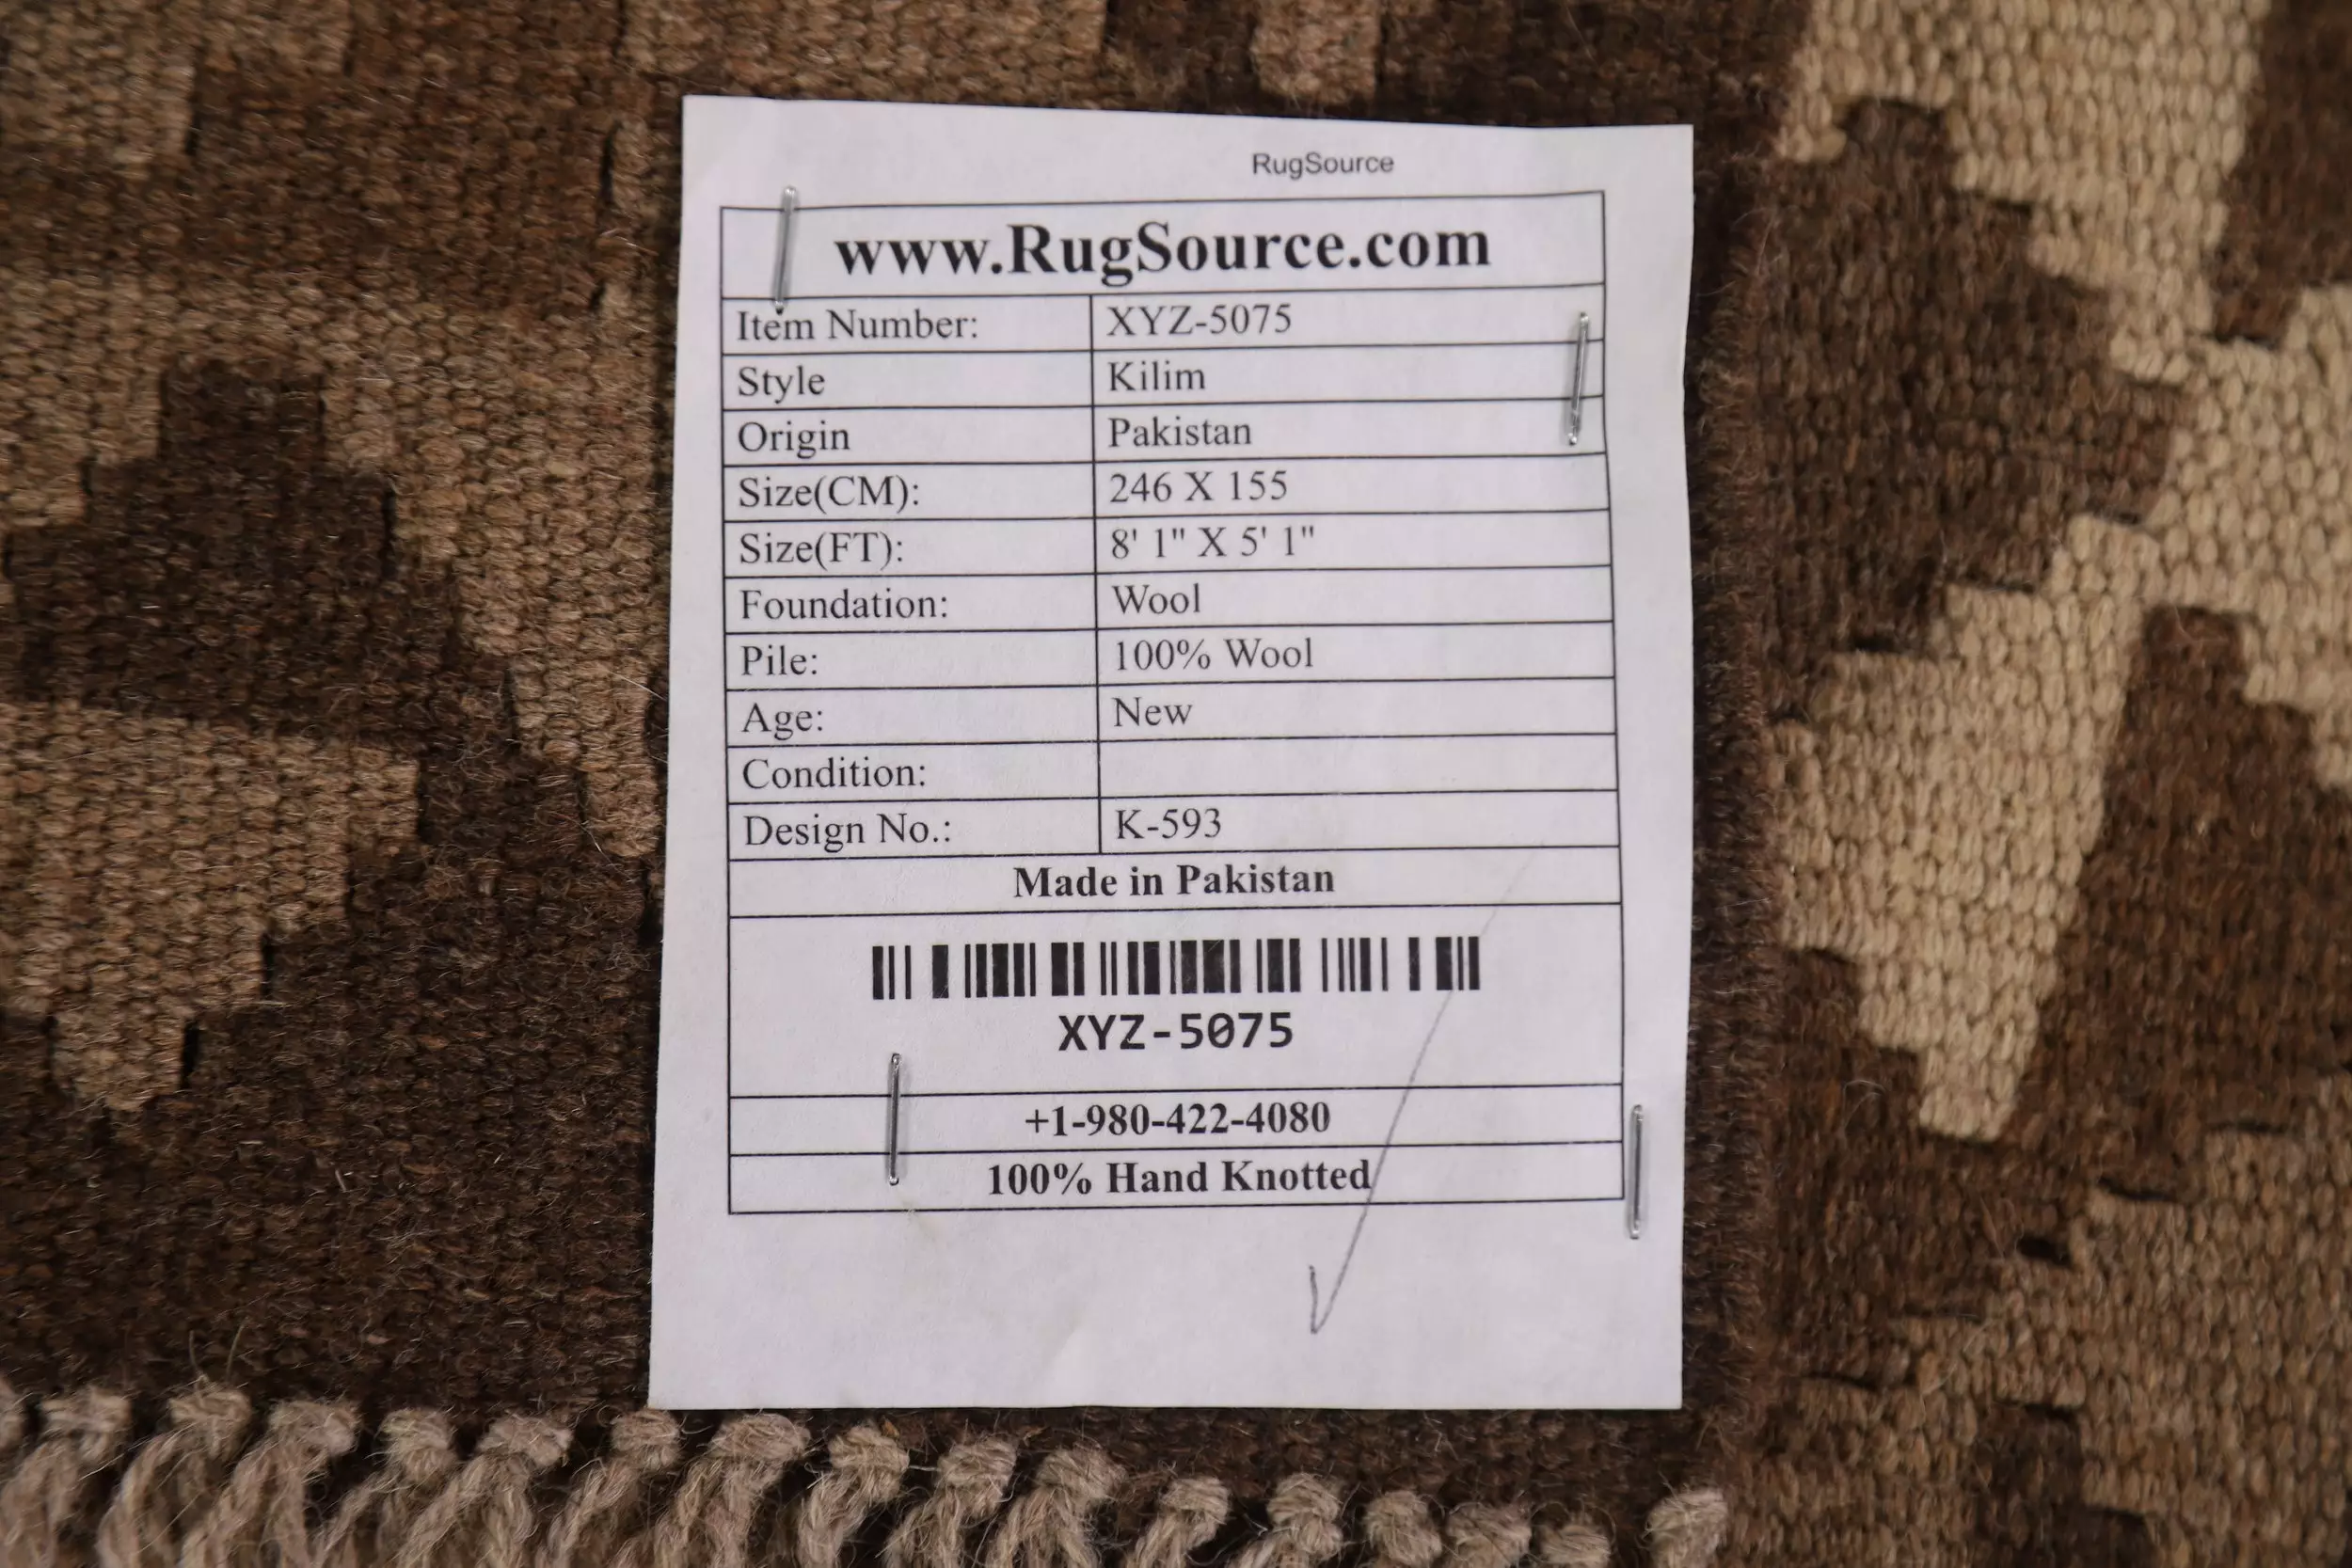 RugSource
www.RugSource.com
Item Number: XYZ-5075
Style Kilim
Origin Pakistan
Size(CM): 246 X 155
Size(FT): 8' 1" X 5' 1"
Foundation: Wool
Pile: 100% Wool
Age: New
Condition:
Design No.: K-593
Made in Pakistan
XYZ-5075
+1-980-422-4080
100% Hand Knotted